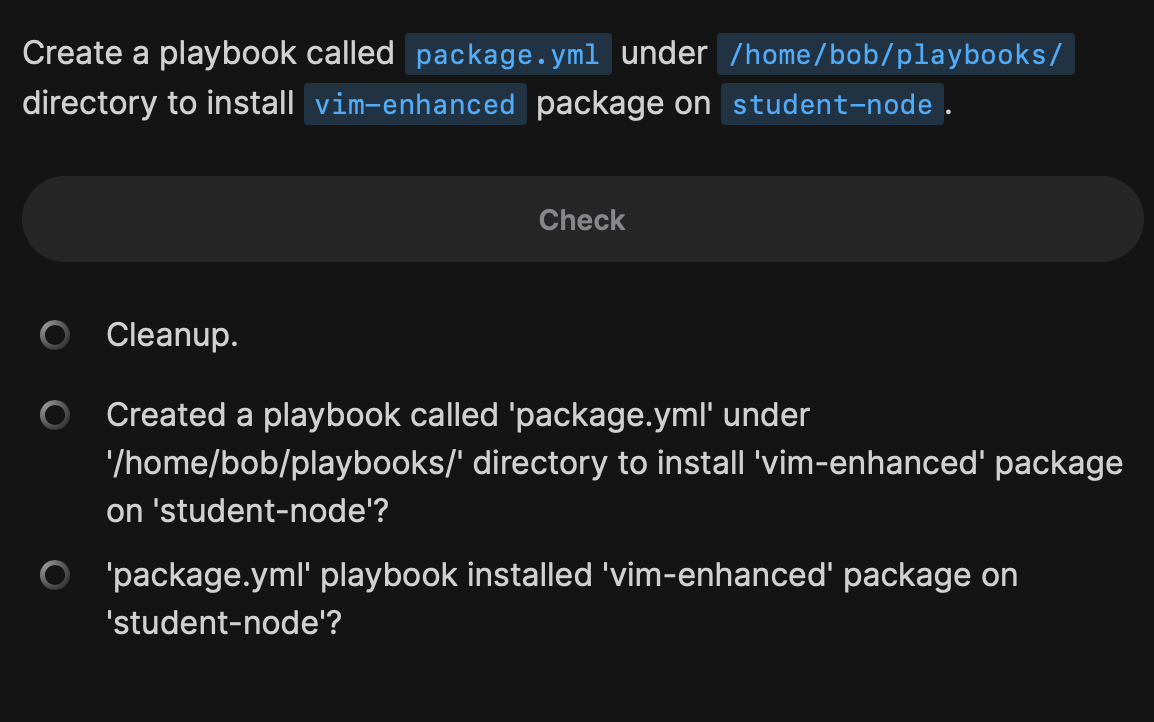 Create a playbook called package.yml under /home/bob/playbooks/
directory to install vim-enhanced package on student-node.
Check
Cleanup.
Created a playbook called 'package.yml' under
'/home/bob/playbooks/' directory to install 'vim-enhanced' package
on 'student-node'?
'package.yml' playbook installed 'vim-enhanced' package on
'student-node'?